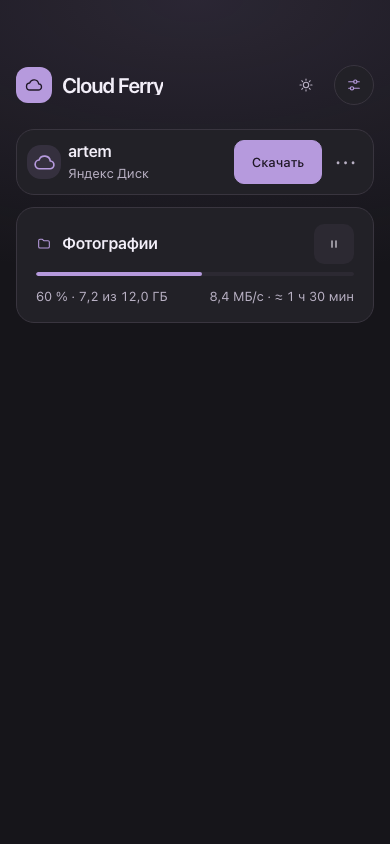 Cloud Ferry
artem
Яндекс Диск
Скачать
Фотографии
60 % · 7,2 из 12,0 ГБ
8,4 МБ/с · ≈ 1 ч 30 мин